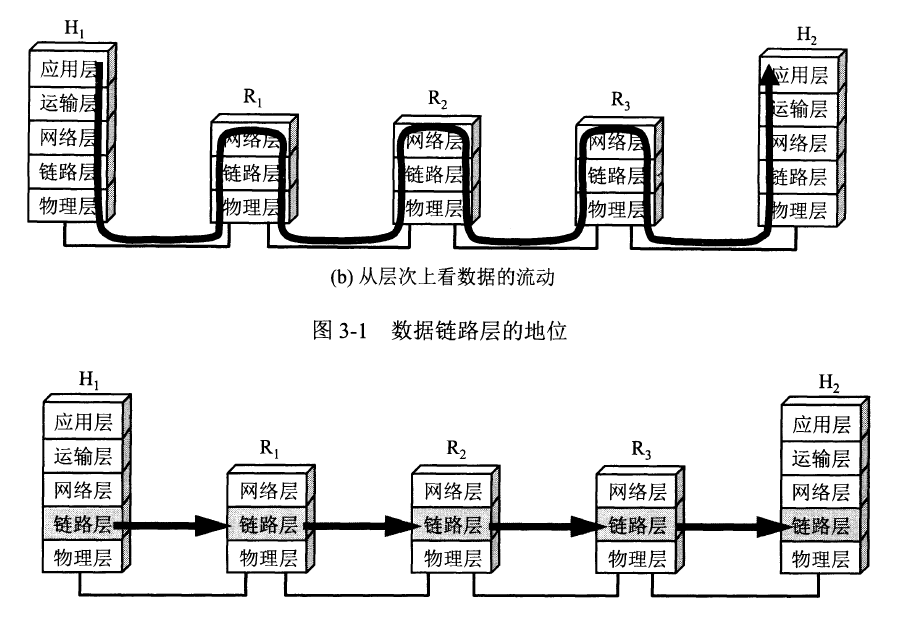 H₁
H₂
应用层
应用层
运输层
R₁
R₂
R₃
运输层
网络层
网络层
网络层
网络层
网络层
链路层
链路层
链路层
链路层
链路层
物理层
物理层
物理层
物理层
物理层
(b) 从层次上看数据的流动
图 3-1 数据链路层的地位
H₁
H₂
应用层
应用层
运输层
R₁
R₂
R₃
运输层
网络层
网络层
网络层
网络层
网络层
链路层
链路层
链路层
链路层
链路层
物理层
物理层
物理层
物理层
物理层